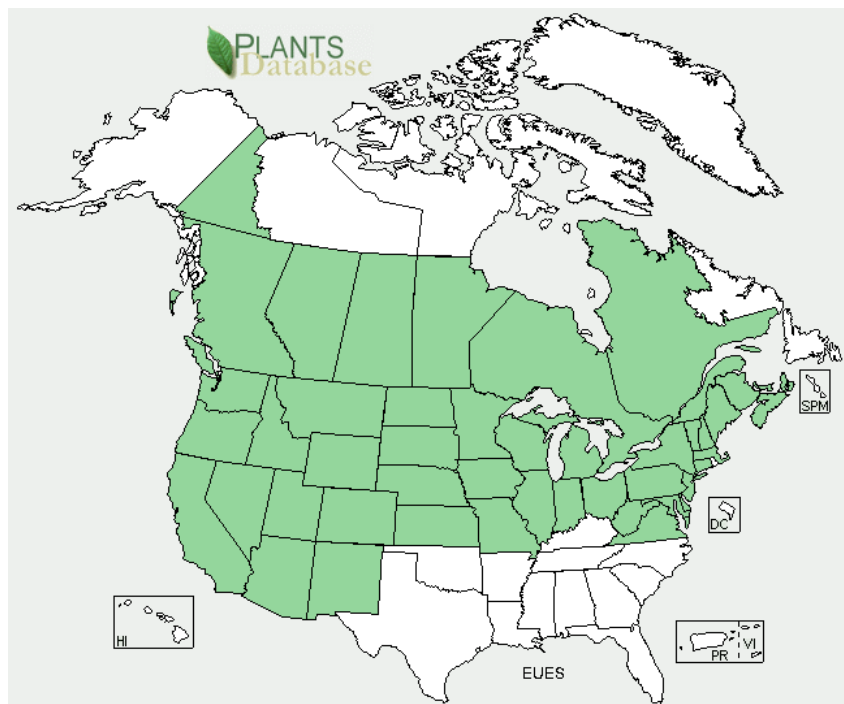 PLANTS
Database
SPM
DC
HI
PR
VI
EUES